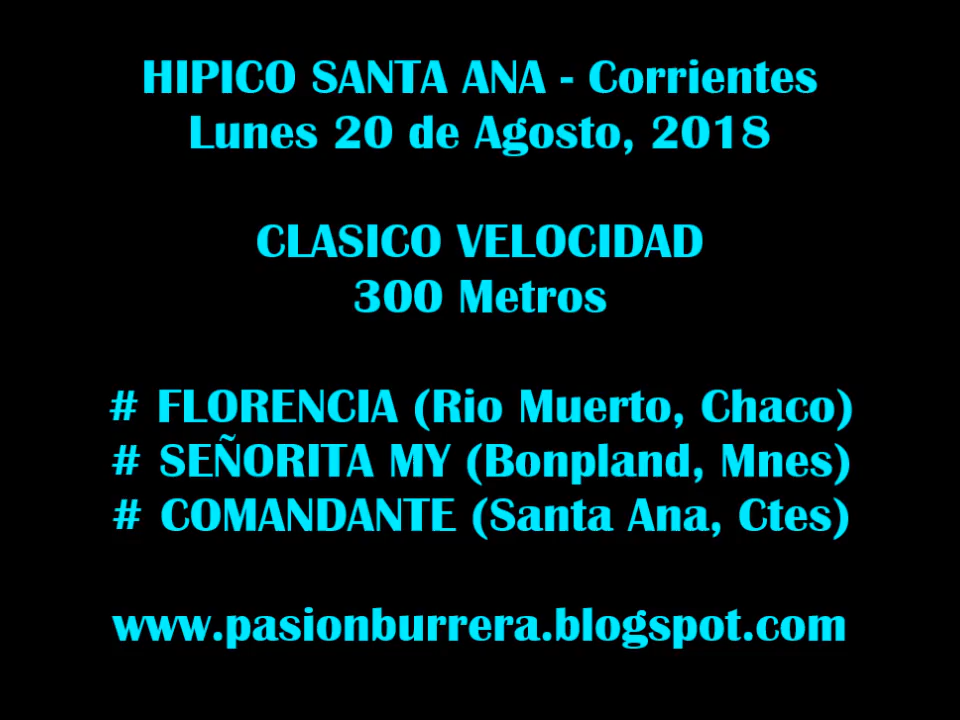 HIPICO SANTA ANA - Corrientes
Lunes 20 de Agosto, 2018
CLASICO VELOCIDAD
300 Metros
# FLORENCIA (Rio Muerto, Chaco)
# SEÑORITA MY (Bonpland, Mnes)
# COMANDANTE (Santa Ana, Ctes)
www.pasionburrera.blogspot.com